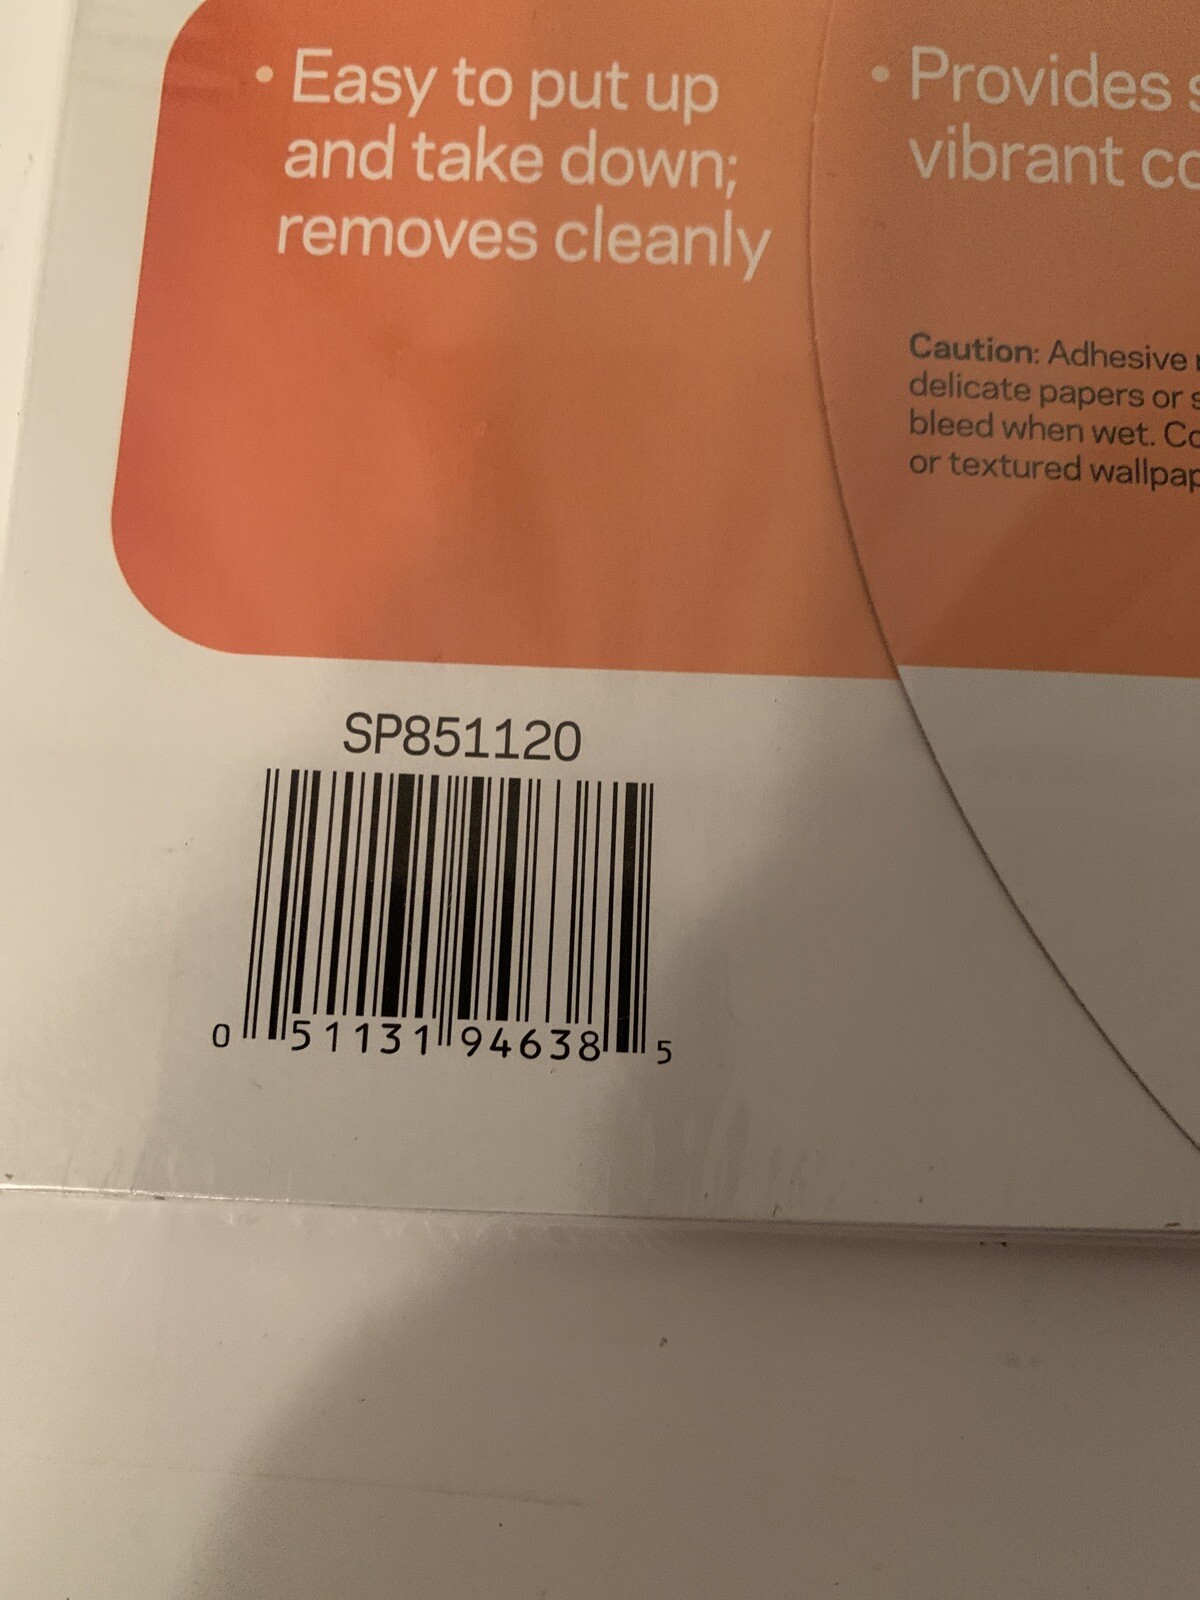 • Easy to put up
and take down;
removes cleanly
• Provides
vibrant
Caution: Adhesive
delicate papers or
bleed when wet.
or textured
SP851120
0 51131 94638 5